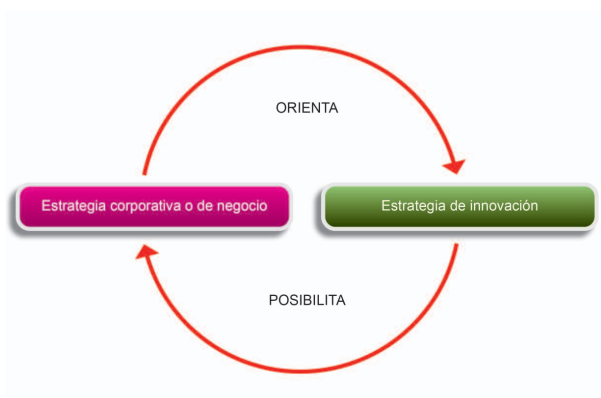 ORIENTA
Estrategia corporativa o de negocio
Estrategia de innovación
POSIBILITA